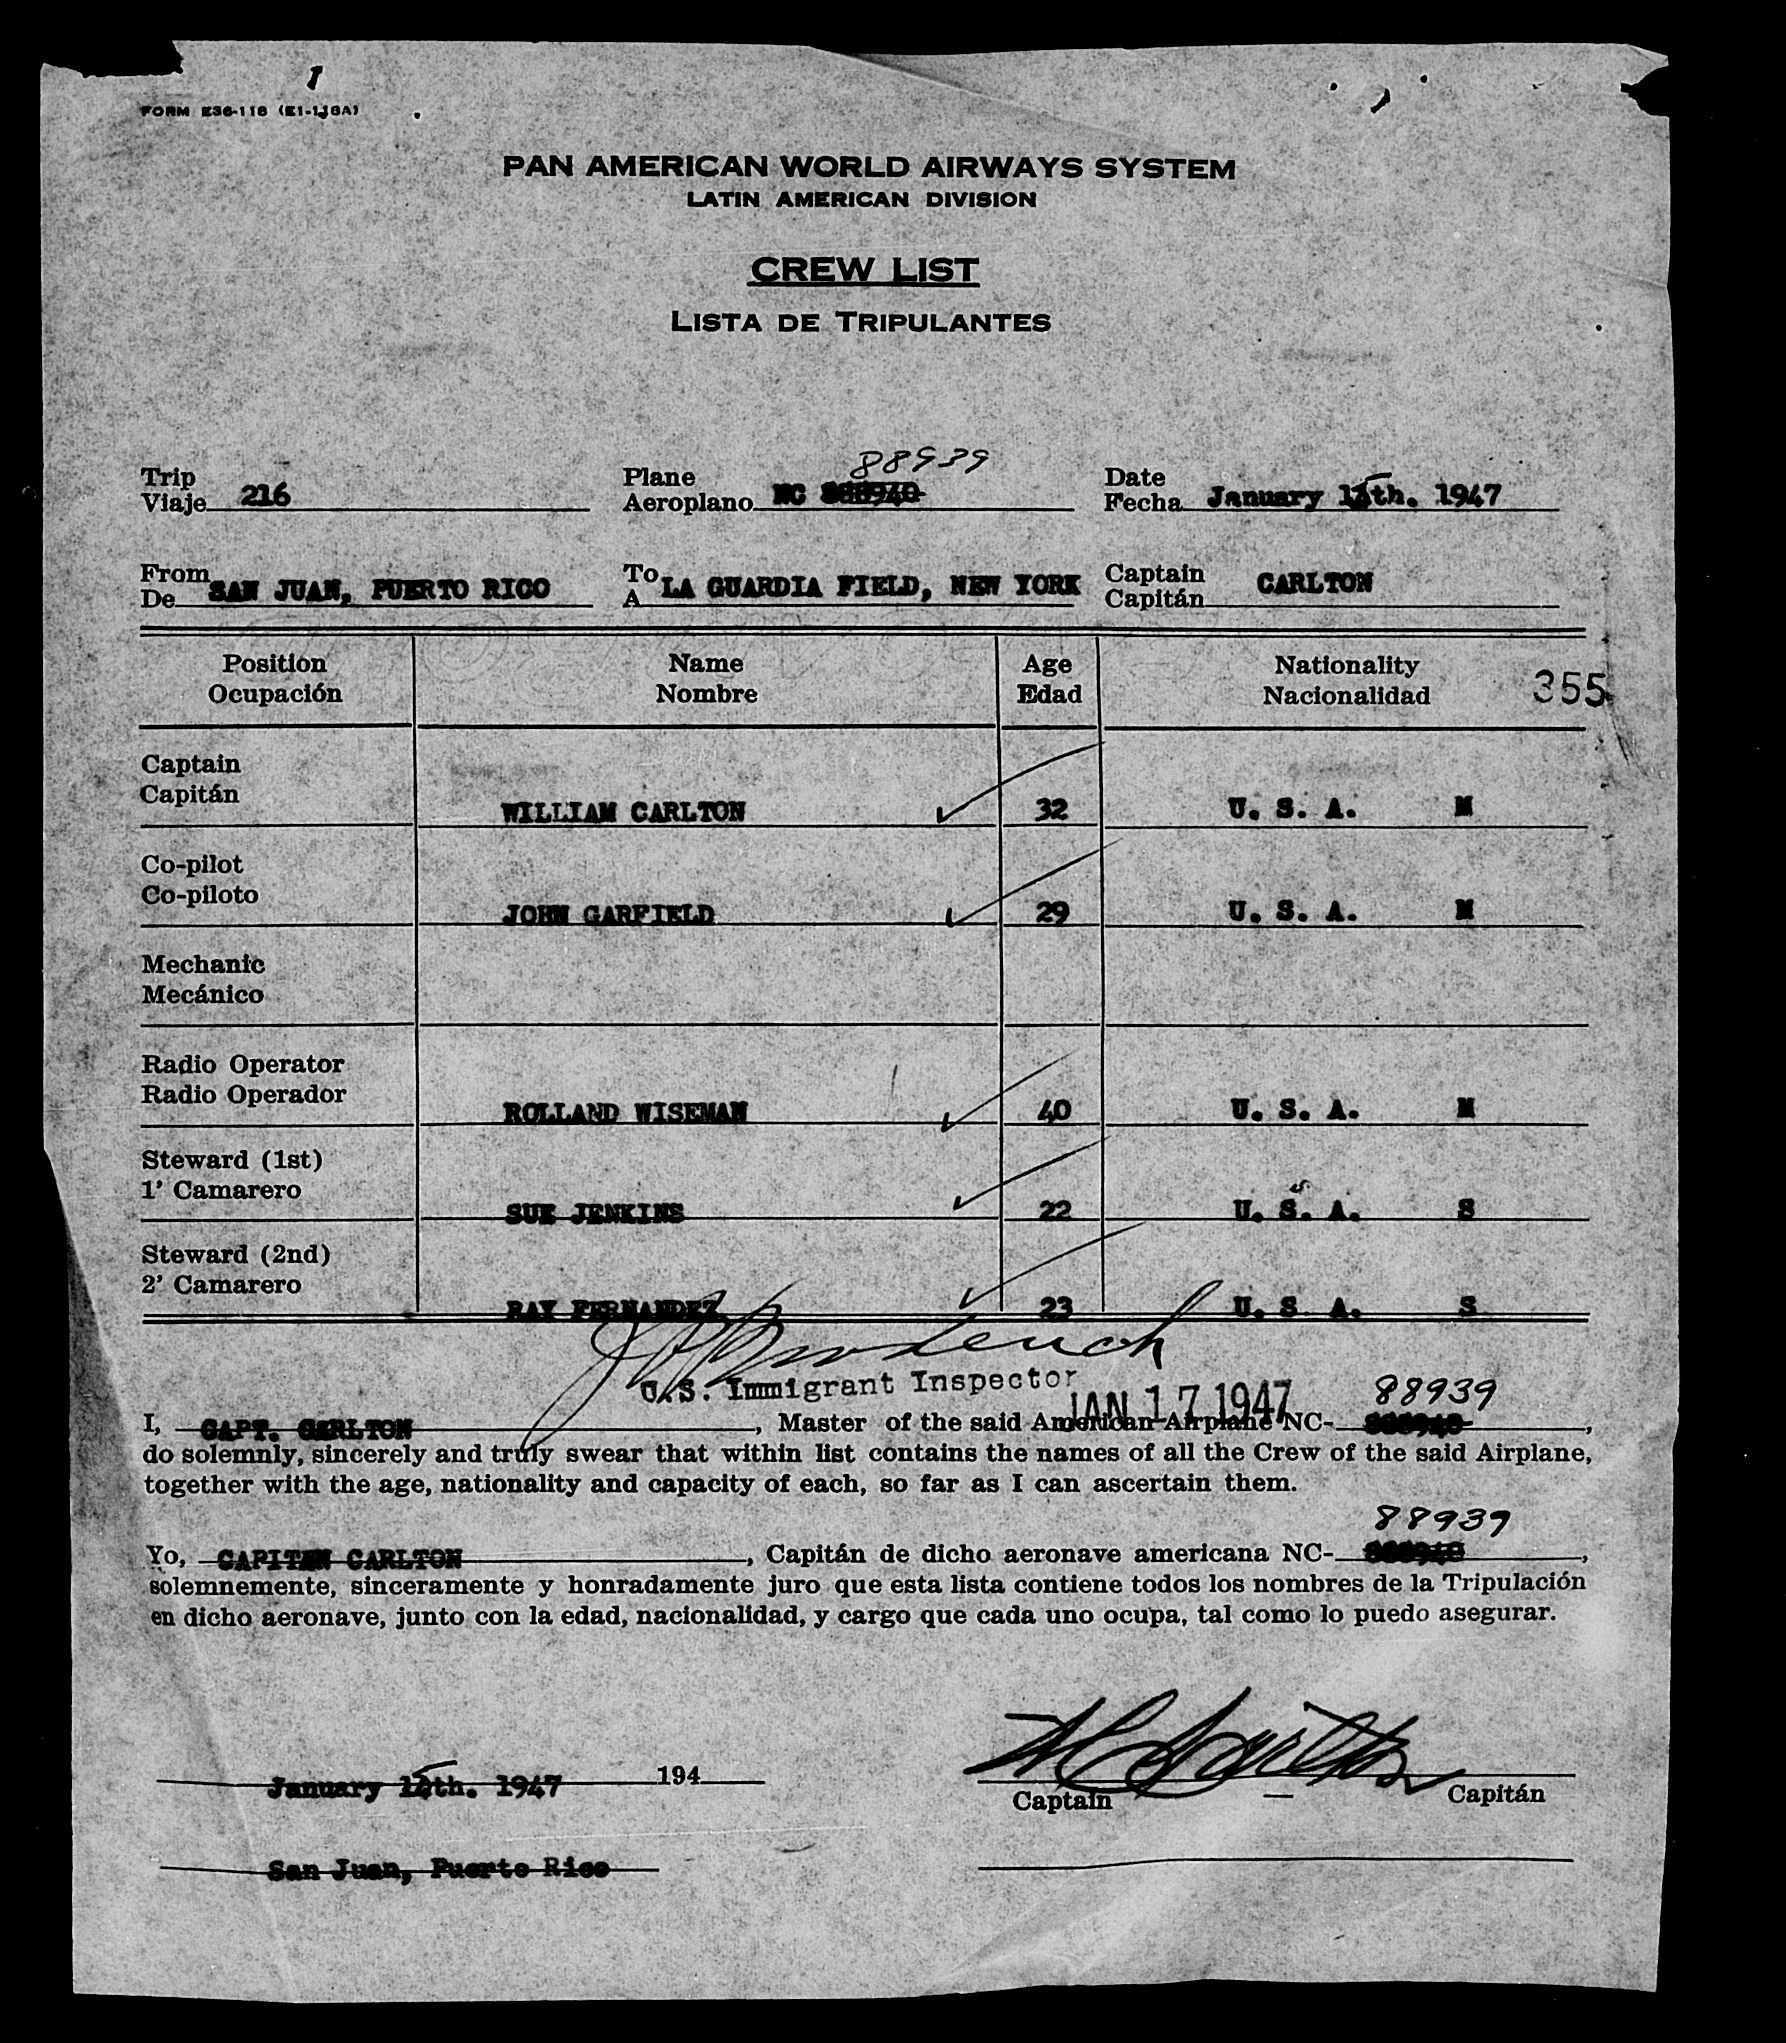 FORM E36-118 (E1-118A)
PAN AMERICAN WORLD AIRWAYS SYSTEM
LATIN AMERICAN DIVISION
CREW LIST
LISTA DE TRIPULANTES
88939
Trip Plane Date
Viaje 216 Aeroplano NC 888940 Fecha January 15th. 1947
From To Captain
De SAN JUAN, PUERTO RICO A LA GUARDIA FIELD, NEW YORK Capitán CARLTON
Position Name Age Nationality
Ocupación Nombre Edad Nacionalidad 355
Captain
Capitán WILLIAM CARLTON 32 U. S. A. M
Co-pilot
Co-piloto JOHN GARFIELD 29 U. S. A. M
Mechanic
Mecánico
Radio Operator
Radio Operador ROLLAND WISEMAN 40 U. S. A. M
Steward (1st)
1' Camarero SUE JENKINS 22 U. S. A. S
Steward (2nd)
2' Camarero RAY FERNANDEZ 23 U. S. A. S
U.S. Immigrant Inspector
JAN 17 1947 88939
I, CAPT. CARLTON, Master of the said American Airplane NC- 888940,
do solemnly, sincerely and truly swear that within list contains the names of all the Crew of the said Airplane,
together with the age, nationality and capacity of each, so far as I can ascertain them.
88939
Yo, CAPITAN CARLTON, Capitán de dicho aeronave americana NC- 888940,
solemnemente, sinceramente y honradamente juro que esta lista contiene todos los nombres de la Tripulación
en dicho aeronave, junto con la edad, nacionalidad, y cargo que cada uno ocupa, tal como lo puedo asegurar.
January 15th. 1947 194
W Carlton
Captain — Capitán
San Juan, Puerto Rico